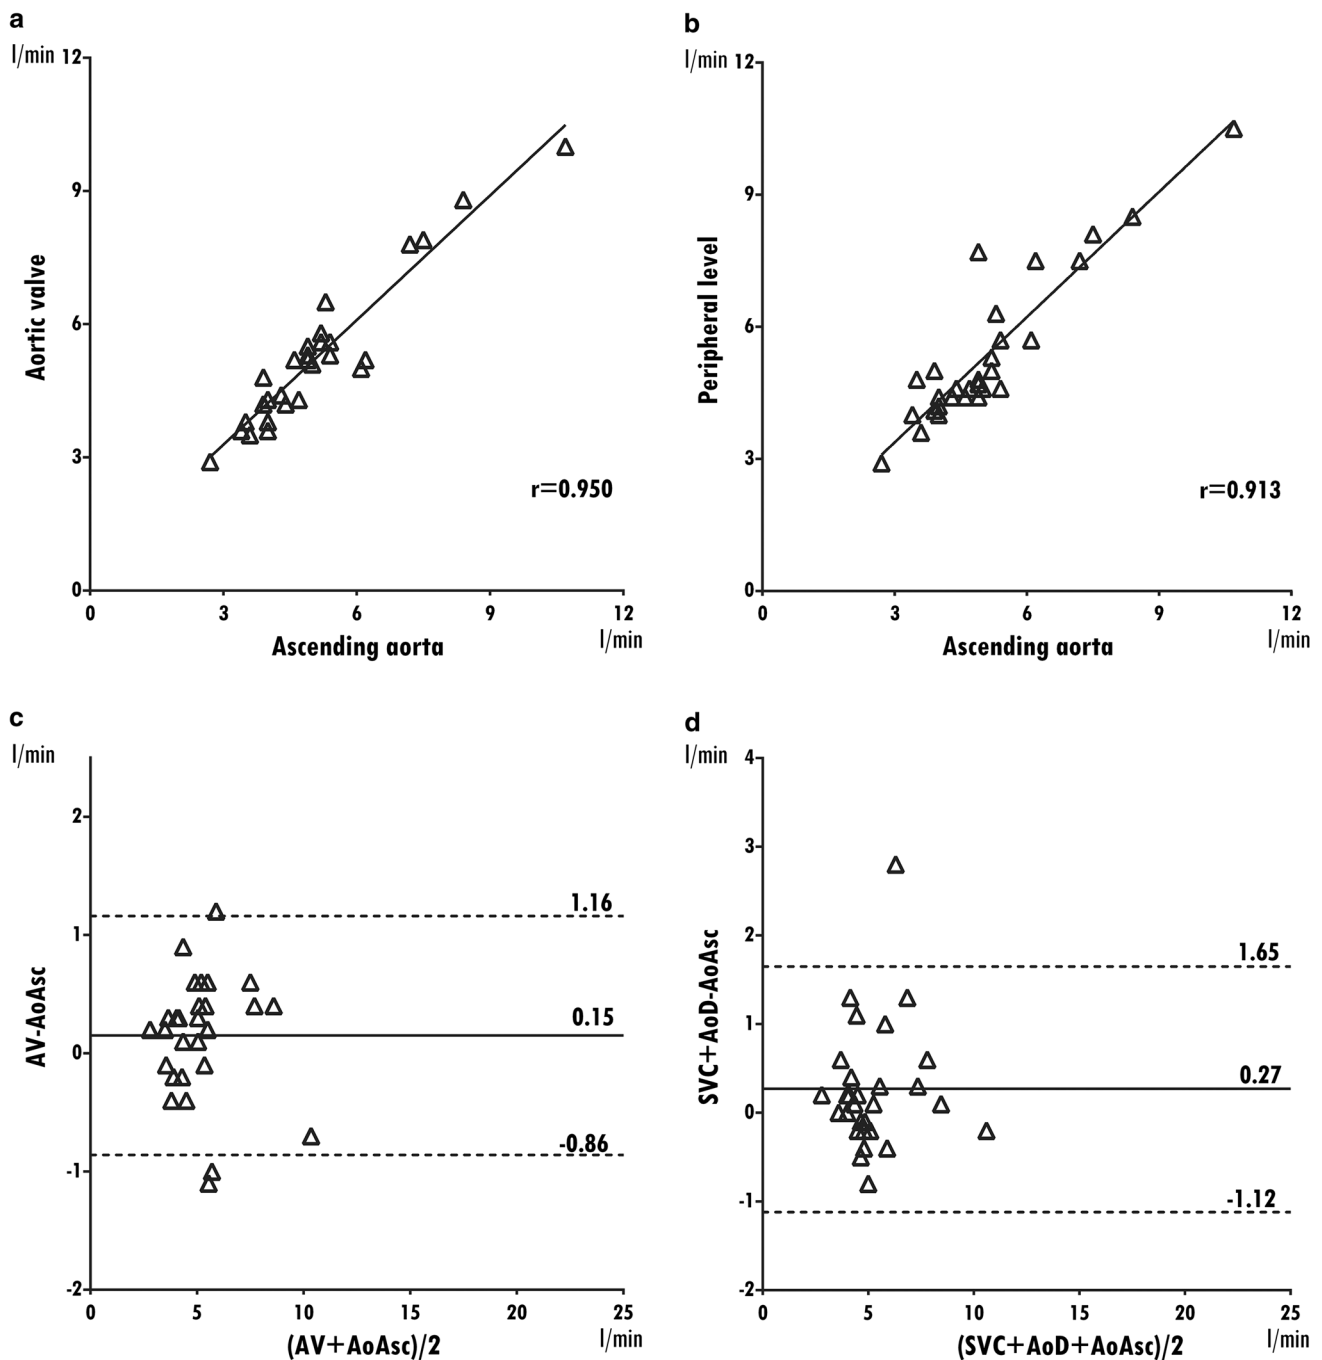 a
l/min 12
9
6
3
0
Aortic valve
r=0.950
0 3 6 9 12
Ascending aorta
l/min
b
l/min 12
9
6
3
0
Peripheral level
r=0.913
0 3 6 9 12
Ascending aorta
l/min
c
l/min
2
1
0
-1
-2
AV-AoAsc
1.16
0.15
-0.86
0 5 10 15 20 25
(AV+AoAsc)/2
l/min
d
l/min 4
3
2
1
0
-1
-2
SVC+AoD-AoAsc
1.65
0.27
-1.12
0 5 10 15 20 25
(SVC+AoD+AoAsc)/2
l/min